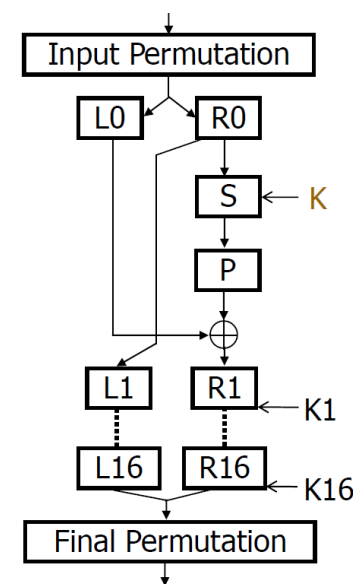 Input Permutation
L0
R0
S
K
P
L1
R1
K1
L16
R16
K16
Final Permutation